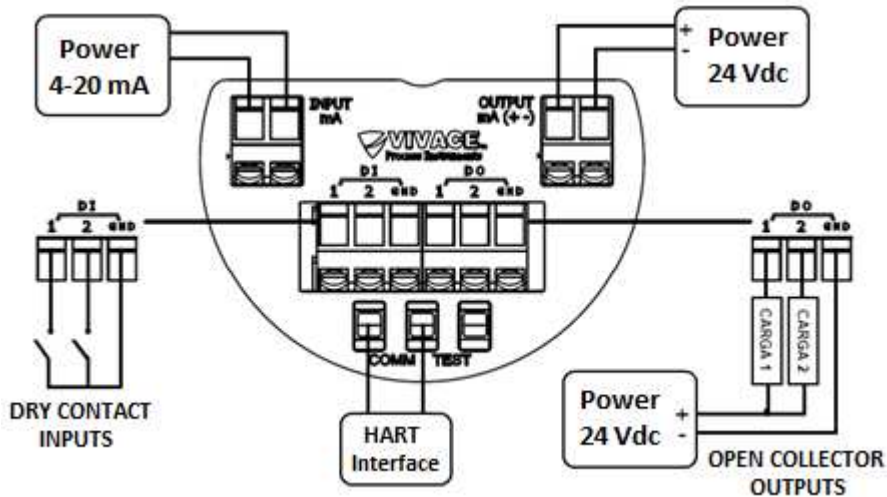 Power
4-20 mA
Power
24 Vdc
+
-
INPUT
mA
OUTPUT
mA (+ -)
VIVACE
Process Instruments
DI
DO
1 2 GND 1 2 GND
DI
1 2 GND
DO
1 2 GND
CARGA 1
CARGA 2
COMM TEST
DRY CONTACT
INPUTS
HART
Interface
Power
24 Vdc
+
-
OPEN COLLECTOR
OUTPUTS